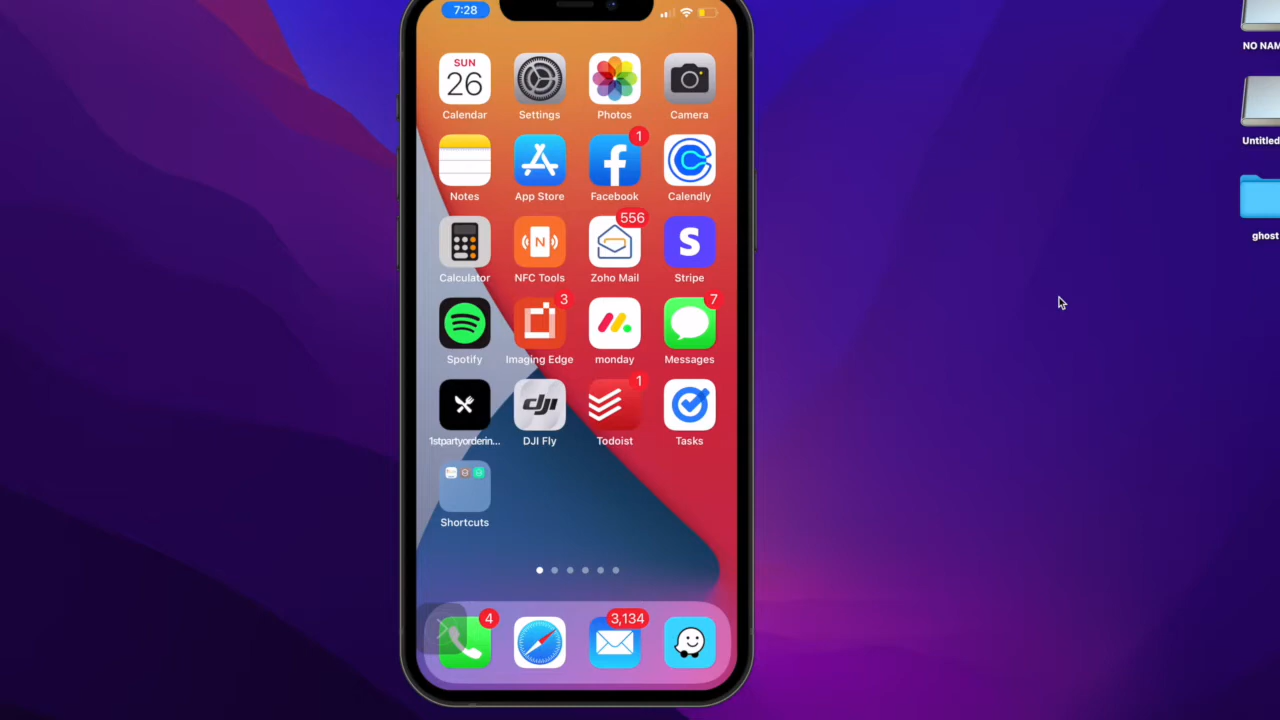 7:28
SUN
26
Calendar
Settings
Photos
Camera
1
Notes
App Store
Facebook
Calendly
556
Calculator
N
NFC Tools
Zoho Mail
S
Stripe
3
7
Spotify
Imaging Edge
monday
Messages
1
dji
1stpartyorderin...
DJI Fly
Todoist
Tasks
Shortcuts
4
3,134
NO NAM
Untitled
ghost